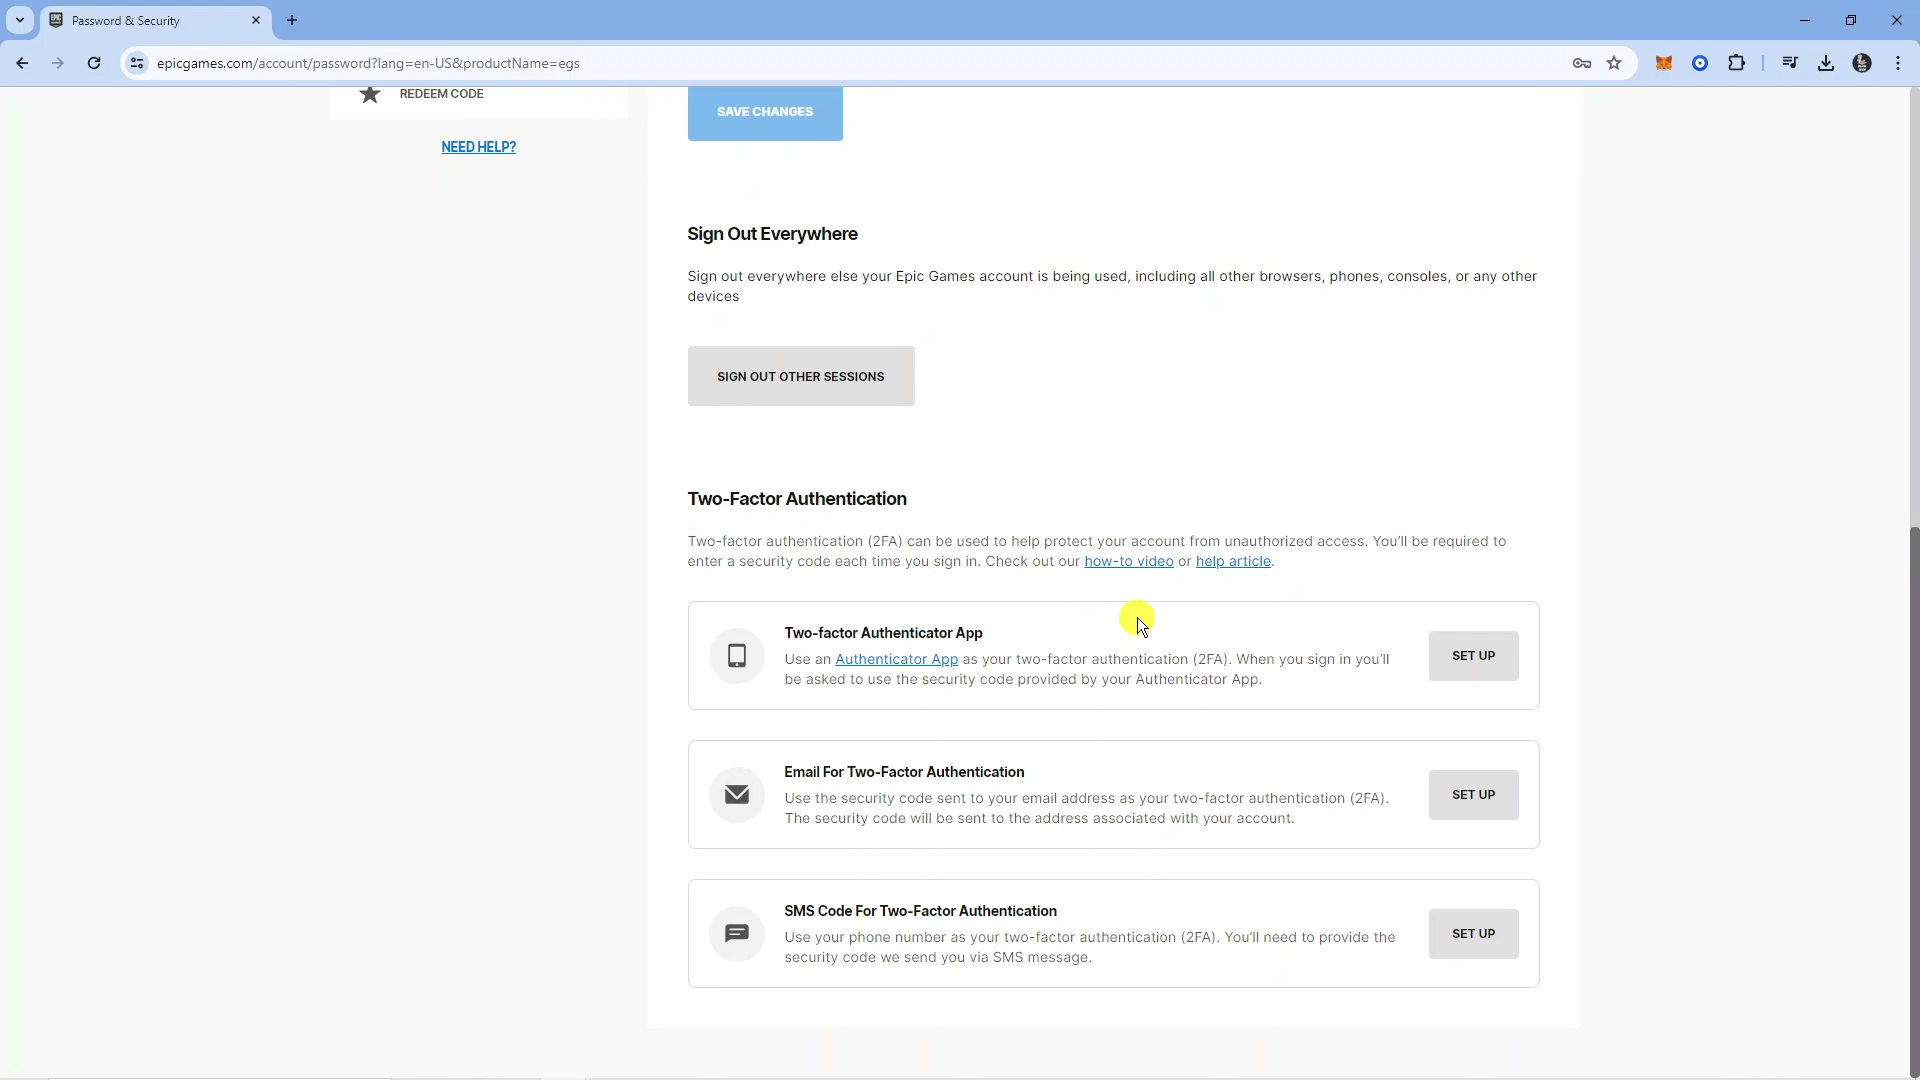 Password & Security
epicgames.com/account/password?lang=en-US&productName=egs
REDEEM CODE
NEED HELP?
SAVE CHANGES
Sign Out Everywhere
Sign out everywhere else your Epic Games account is being used, including all other browsers, phones, consoles, or any other
devices
SIGN OUT OTHER SESSIONS
Two-Factor Authentication
Two-factor authentication (2FA) can be used to help protect your account from unauthorized access. You'll be required to
enter a security code each time you sign in. Check out our how-to video or help article.
Two-factor Authenticator App
Use an Authenticator App as your two-factor authentication (2FA). When you sign in you'll
be asked to use the security code provided by your Authenticator App.
SET UP
Email For Two-Factor Authentication
Use the security code sent to your email address as your two-factor authentication (2FA).
The security code will be sent to the address associated with your account.
SET UP
SMS Code For Two-Factor Authentication
Use your phone number as your two-factor authentication (2FA). You'll need to provide the
security code we send you via SMS message.
SET UP